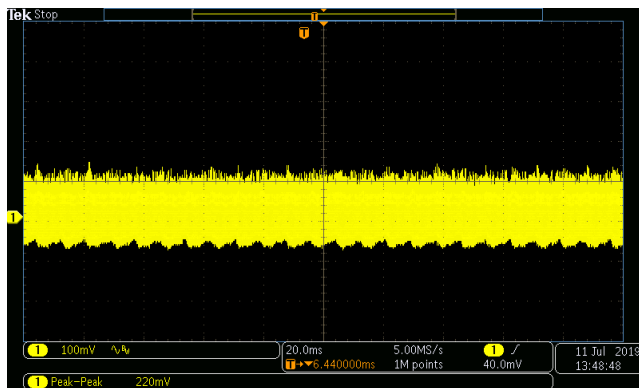 Tek Stop
T
T
1
1 100mV 20.0ms 5.00MS/s 1 11 Jul 2019
T→▼6.440000ms 1M points 40.0mV 13:48:48
1 Peak-Peak 220mV